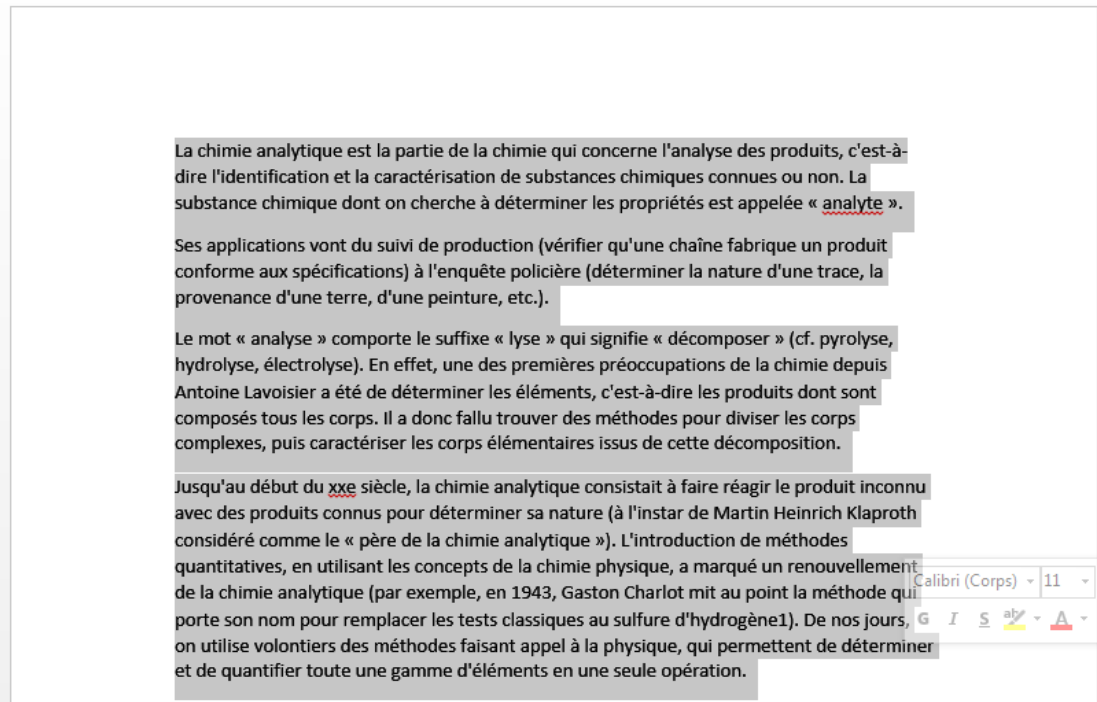 La chimie analytique est la partie de la chimie qui concerne l'analyse des produits, c'est-à-
dire l'identification et la caractérisation de substances chimiques connues ou non. La
substance chimique dont on cherche à déterminer les propriétés est appelée « analyte ».
Ses applications vont du suivi de production (vérifier qu'une chaîne fabrique un produit
conforme aux spécifications) à l'enquête policière (déterminer la nature d'une trace, la
provenance d'une terre, d'une peinture, etc.).
Le mot « analyse » comporte le suffixe « lyse » qui signifie « décomposer » (cf. pyrolyse,
hydrolyse, électrolyse). En effet, une des premières préoccupations de la chimie depuis
Antoine Lavoisier a été de déterminer les éléments, c'est-à-dire les produits dont sont
composés tous les corps. Il a donc fallu trouver des méthodes pour diviser les corps
complexes, puis caractériser les corps élémentaires issus de cette décomposition.
Jusqu'au début du xxe siècle, la chimie analytique consistait à faire réagir le produit inconnu
avec des produits connus pour déterminer sa nature (à l'instar de Martin Heinrich Klaproth
considéré comme le « père de la chimie analytique »). L'introduction de méthodes
quantitatives, en utilisant les concepts de la chimie physique, a marqué un renouvellement
de la chimie analytique (par exemple, en 1943, Gaston Charlot mit au point la méthode qui
porte son nom pour remplacer les tests classiques au sulfure d'hydrogène1). De nos jours,
on utilise volontiers des méthodes faisant appel à la physique, qui permettent de déterminer
et de quantifier toute une gamme d'éléments en une seule opération.
Calibri (Corps) 11
G I S ab A